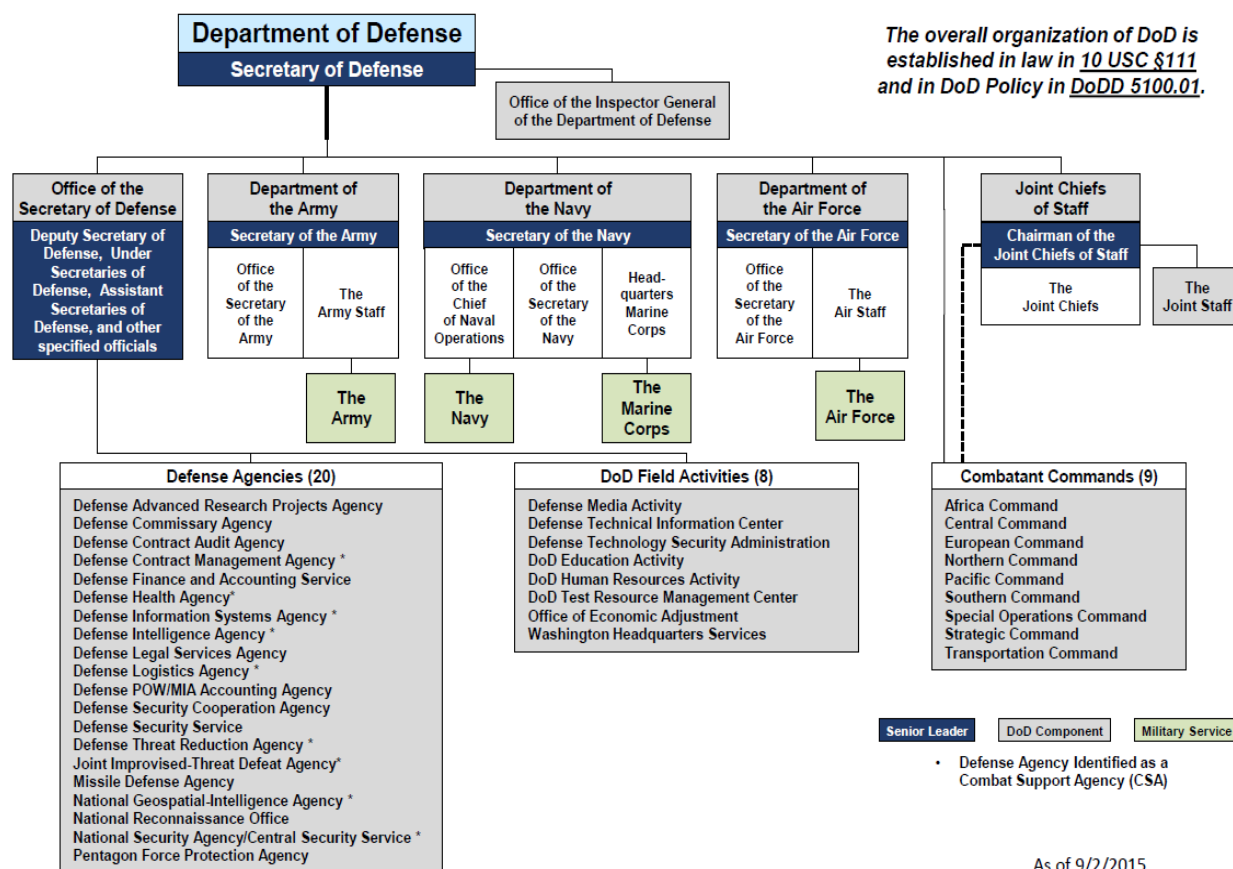 Department of Defense
Secretary of Defense
The overall organization of DoD is
established in law in 10 USC §111
and in DoD Policy in DoDD 5100.01.
Office of the Inspector General
of the Department of Defense
Office of the
Secretary of Defense
Deputy Secretary of
Defense, Under
Secretaries of
Defense, Assistant
Secretaries of
Defense, and other
specified officials
Department of
the Army
Secretary of the Army
Office
of the
Secretary
of the
Army
The
Army Staff
The
Army
Department of
the Navy
Secretary of the Navy
Office
of the
Chief
of Naval
Operations
Office
of the
Secretary
of the
Navy
Head-
quarters
Marine
Corps
The
Navy
The
Marine
Corps
Department of
the Air Force
Secretary of the Air Force
Office
of the
Secretary
of the
Air Force
The
Air Staff
The
Air Force
Joint Chiefs
of Staff
Chairman of the
Joint Chiefs of Staff
The
Joint Chiefs
The
Joint Staff
Defense Agencies (20)
Defense Advanced Research Projects Agency
Defense Commissary Agency
Defense Contract Audit Agency
Defense Contract Management Agency *
Defense Finance and Accounting Service
Defense Health Agency*
Defense Information Systems Agency *
Defense Intelligence Agency *
Defense Legal Services Agency
Defense Logistics Agency *
Defense POW/MIA Accounting Agency
Defense Security Cooperation Agency
Defense Security Service
Defense Threat Reduction Agency *
Joint Improvised-Threat Defeat Agency*
Missile Defense Agency
National Geospatial-Intelligence Agency *
National Reconnaissance Office
National Security Agency/Central Security Service *
Pentagon Force Protection Agency
DoD Field Activities (8)
Defense Media Activity
Defense Technical Information Center
Defense Technology Security Administration
DoD Education Activity
DoD Human Resources Activity
DoD Test Resource Management Center
Office of Economic Adjustment
Washington Headquarters Services
Combatant Commands (9)
Africa Command
Central Command
European Command
Northern Command
Pacific Command
Southern Command
Special Operations Command
Strategic Command
Transportation Command
Senior Leader
DoD Component
Military Service
• Defense Agency Identified as a
Combat Support Agency (CSA)
As of 9/2/2015